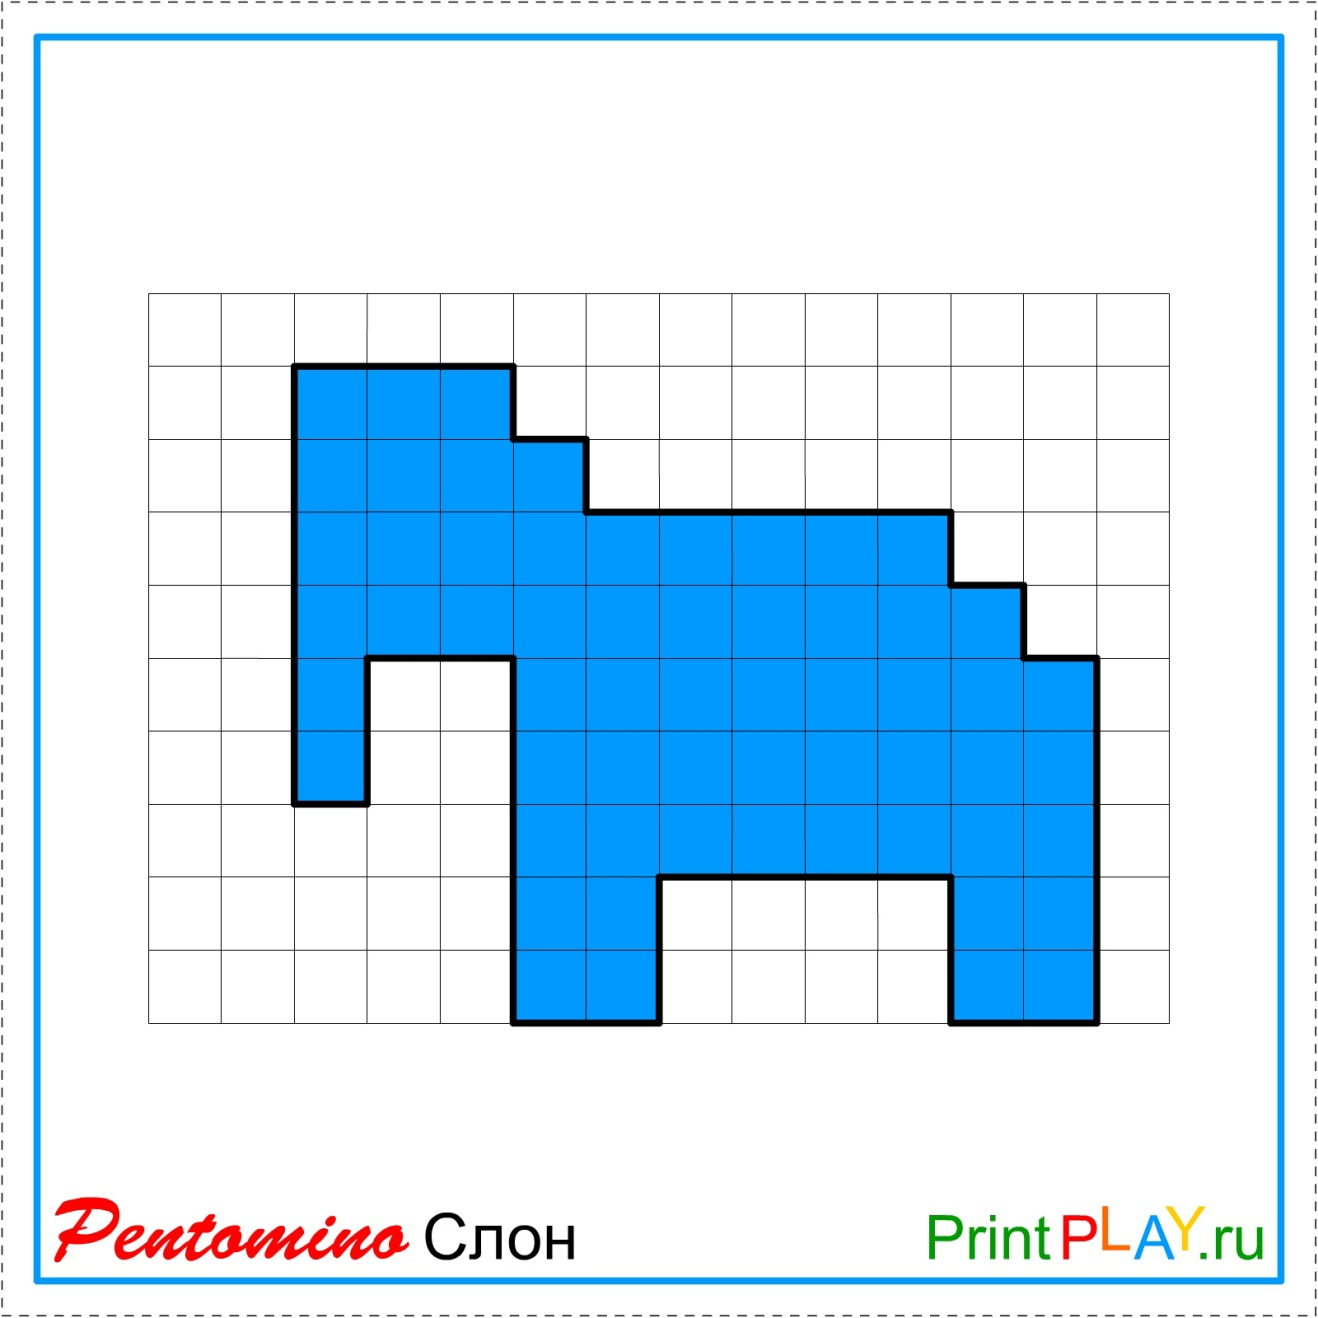 Pentomino Слон
PrintPLAY.ru